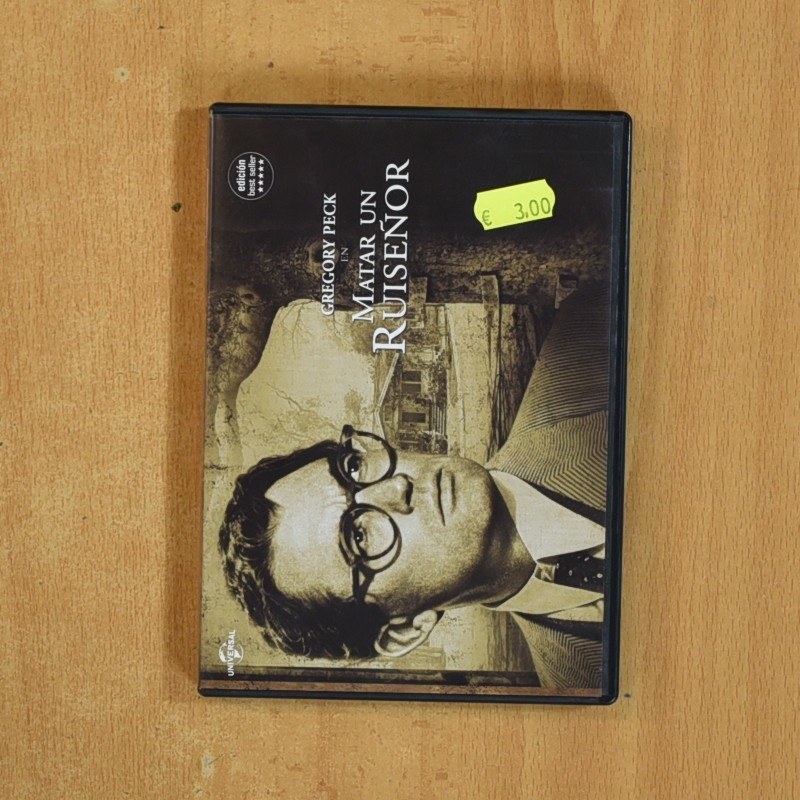 edición
best seller
GREGORY PECK
EN
MATAR UN
RUISEÑOR
€ 3,00
UNIVERSAL